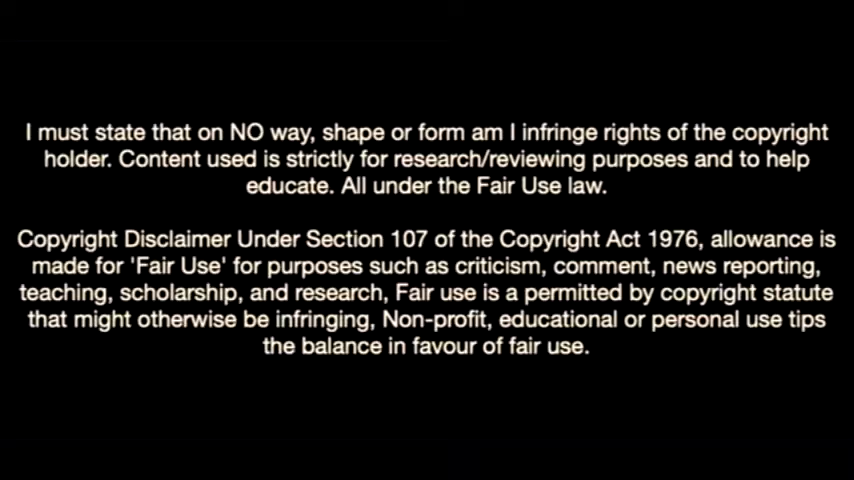 I must state that on NO way, shape or form am I infringe rights of the copyright
holder. Content used is strictly for research/reviewing purposes and to help
educate. All under the Fair Use law.
Copyright Disclaimer Under Section 107 of the Copyright Act 1976, allowance is
made for 'Fair Use' for purposes such as criticism, comment, news reporting,
teaching, scholarship, and research, Fair use is a permitted by copyright statute
that might otherwise be infringing, Non-profit, educational or personal use tips
the balance in favour of fair use.